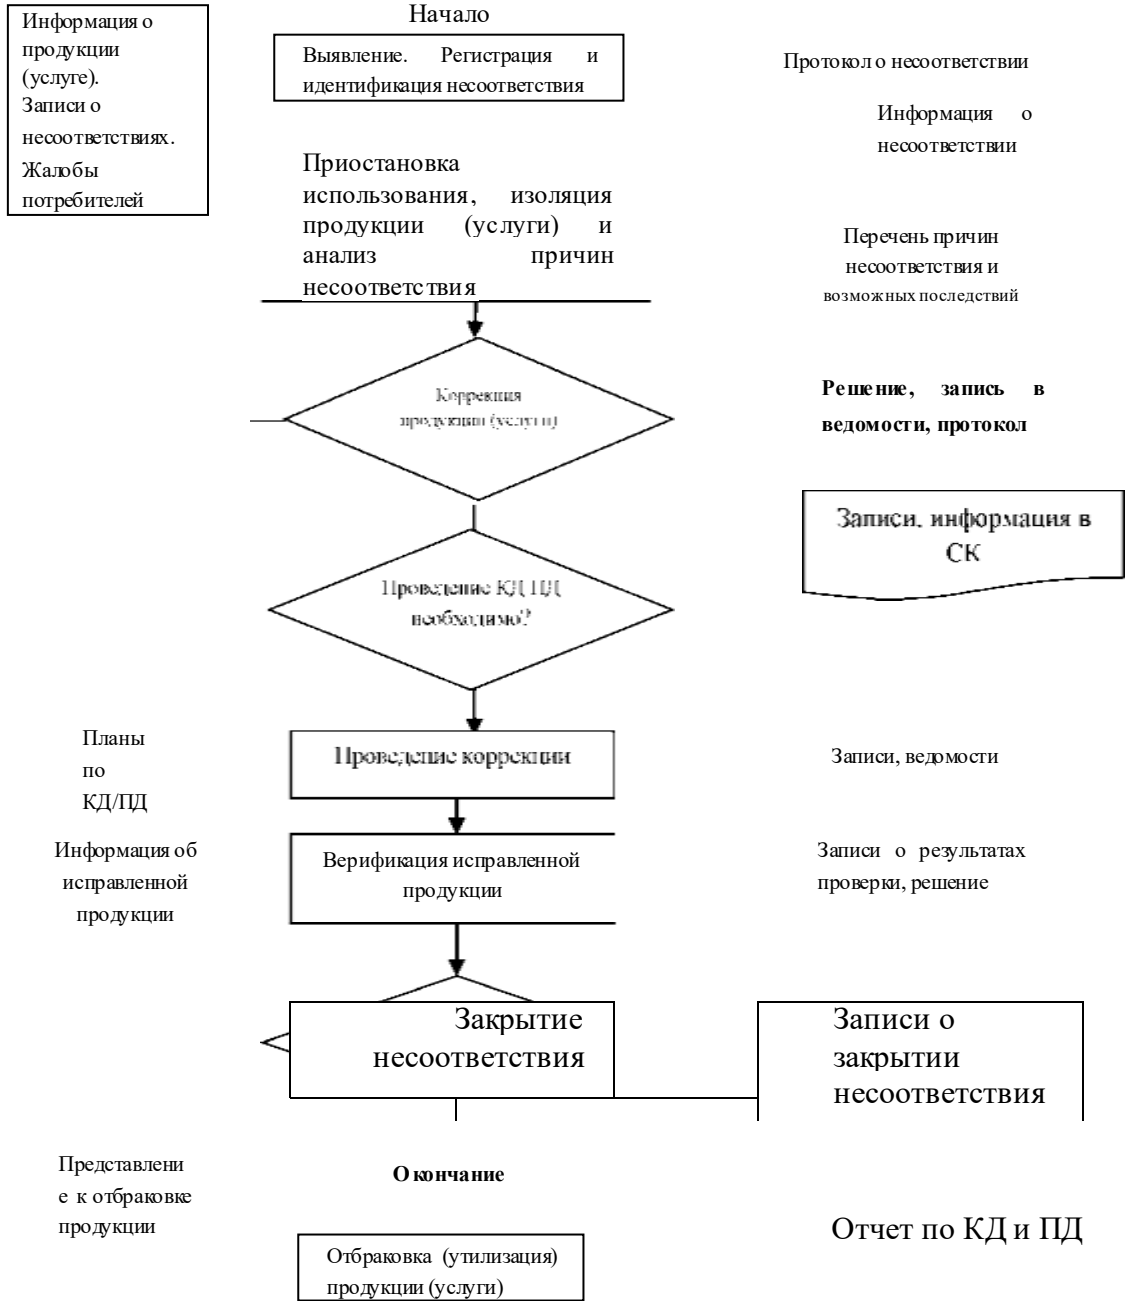 Информация о
продукции
(услуге).
Записи о
несоответствиях.
Жалобы
потребителей
Начало
Выявление. Регистрация и
идентификация несоответствия
Протокол о несоответствии
Информация о
несоответствии
Приостановка
использования, изоляция
продукции (услуги) и
анализ причин
несоответствия
Перечень причин
несоответствия и
возможных последствий
Коррекция
продукции (услуги)
Решение, запись в
ведомости, протокол
Записи, информация в
СК
Проведение КД ПД
необходимо?
Планы
по
КД/ПД
Проведение коррекции
Записи, ведомости
Информация об
исправленной
продукции
Верификация исправленной
продукции
Записи о результатах
проверки, решение
Закрытие
несоответствия
Записи о
закрытии
несоответствия
Представлени
е к отбраковке
продукции
Окончание
Отчет по КД и ПД
Отбраковка (утилизация)
продукции (услуги)